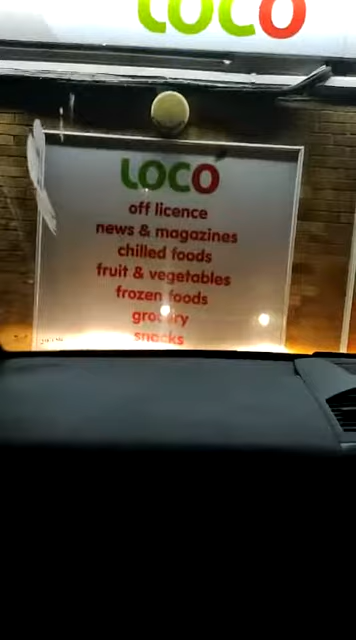 LOCO
LOCO
off licence
news & magazines
chilled foods
fruit & vegetables
frozen foods
grocery
snacks